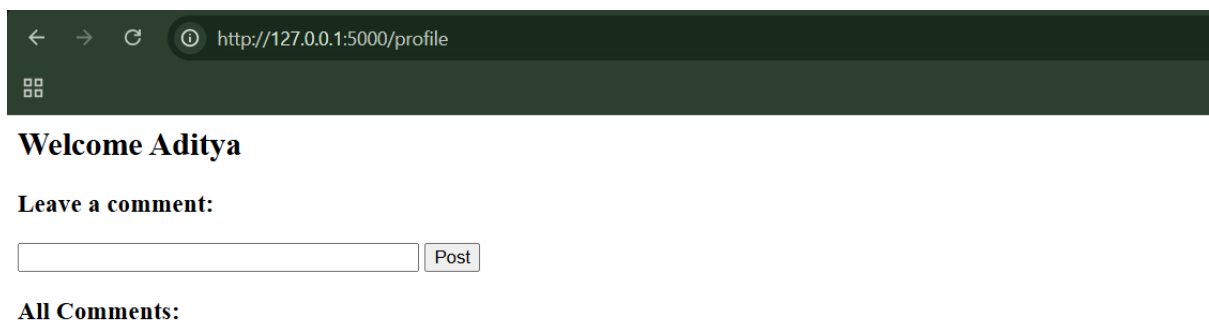 http://127.0.0.1:5000/profile
Welcome Aditya
Leave a comment:
Post
All Comments: